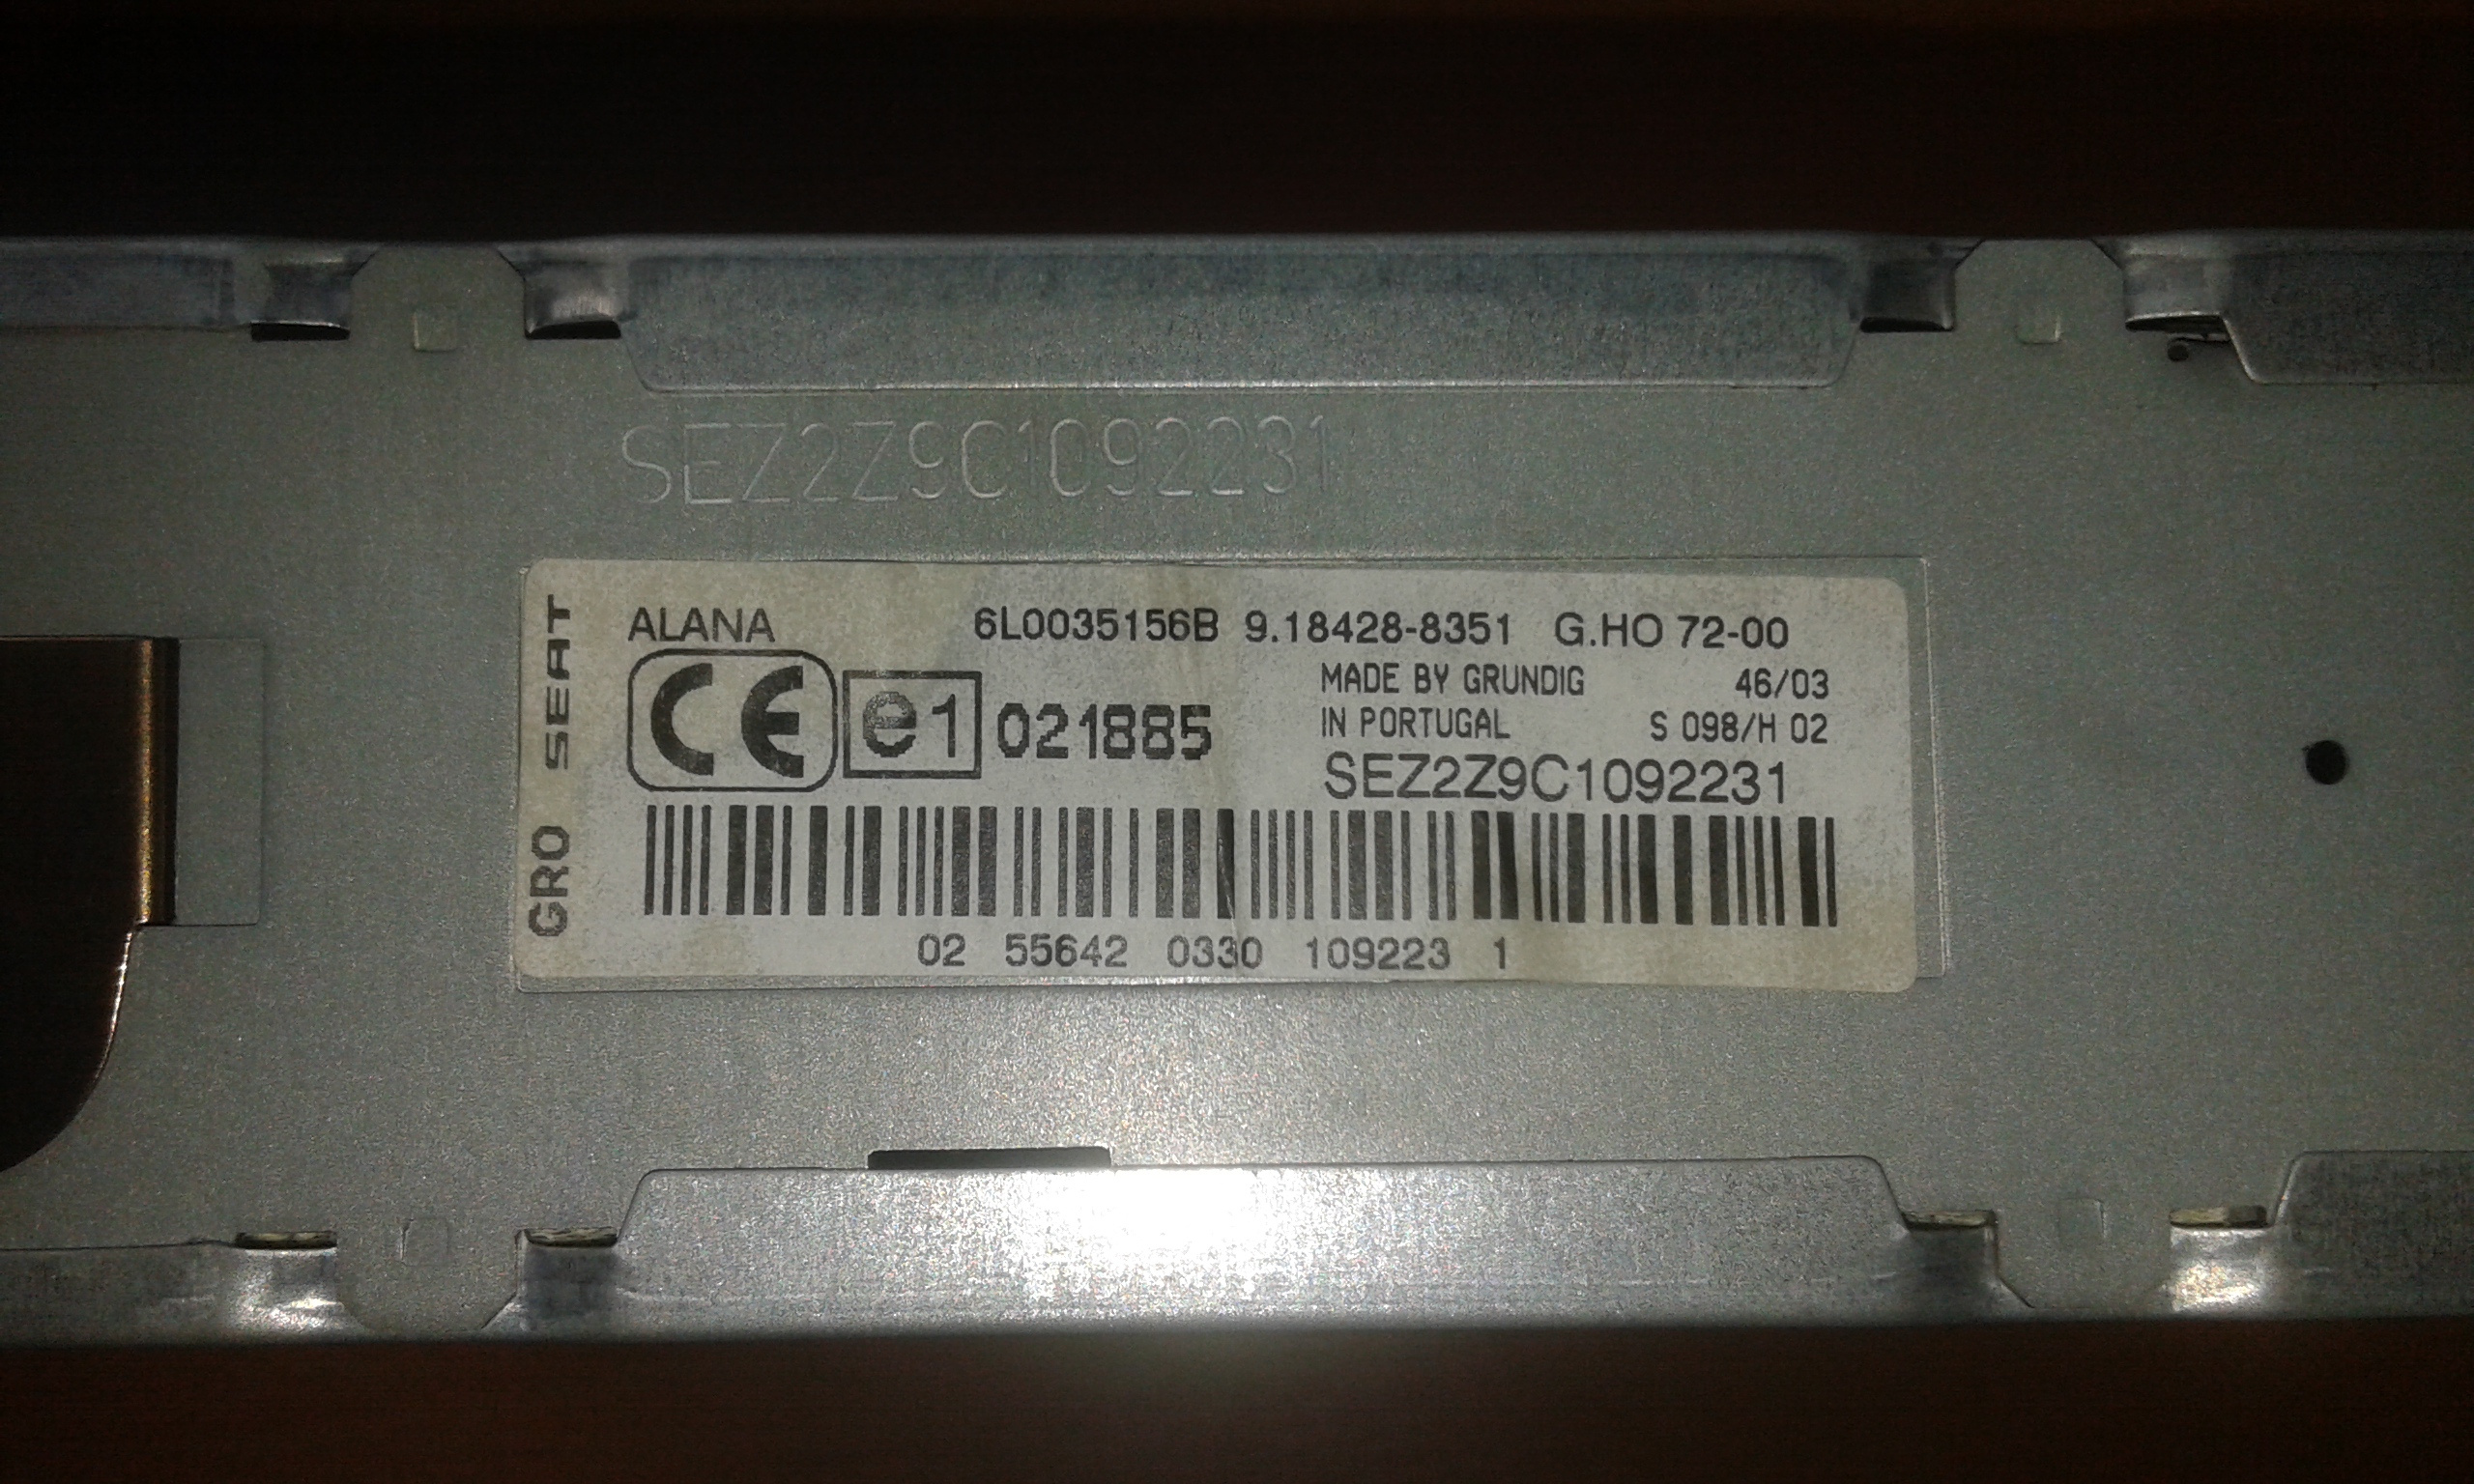 SEZ2Z9C1092231
GRO SEAT
ALANA 6L0035156B 9.18428-8351 G.HO 72-00
CE e1 021885
MADE BY GRUNDIG 46/03
IN PORTUGAL S 098/H 02
SEZ2Z9C1092231
02 55642 0330 109223 1